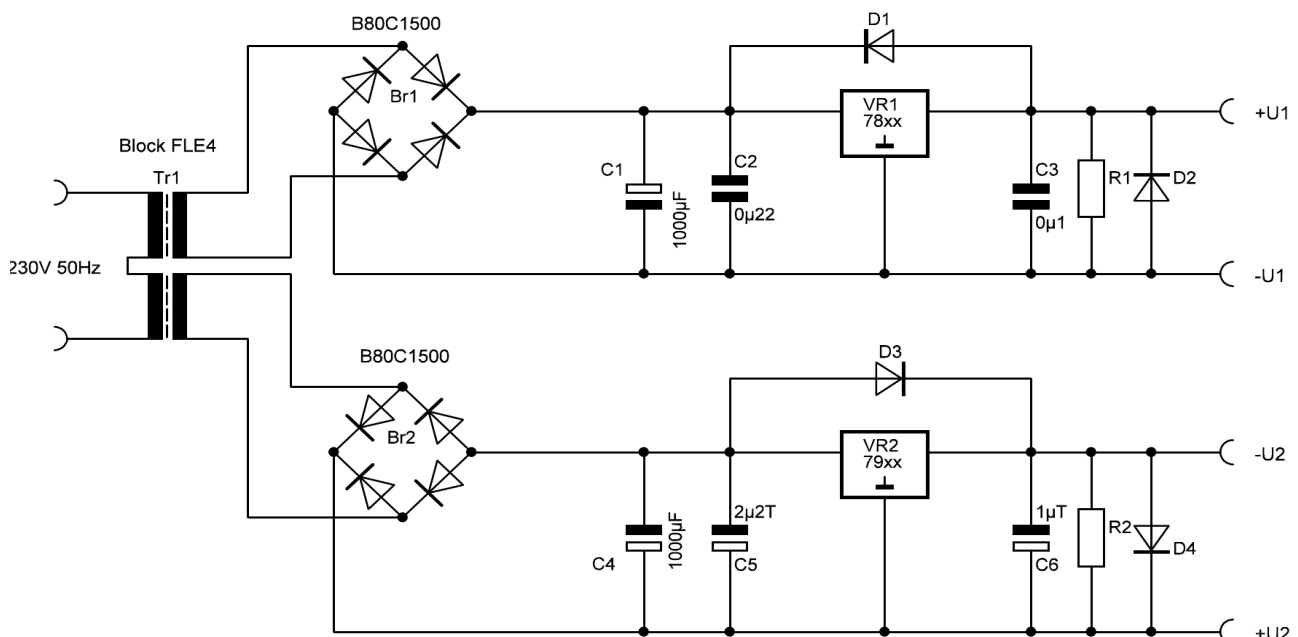 B80C1500
D1
Br1
VR1
78xx
+U1
Block FLE4
Tr1
C1
1000µF
C2
0µ22
C3
0µ1
R1
D2
230V 50Hz
-U1
B80C1500
D3
Br2
VR2
79xx
-U2
C4
1000µF
2µ2T
C5
1µT
C6
R2
D4
+U2